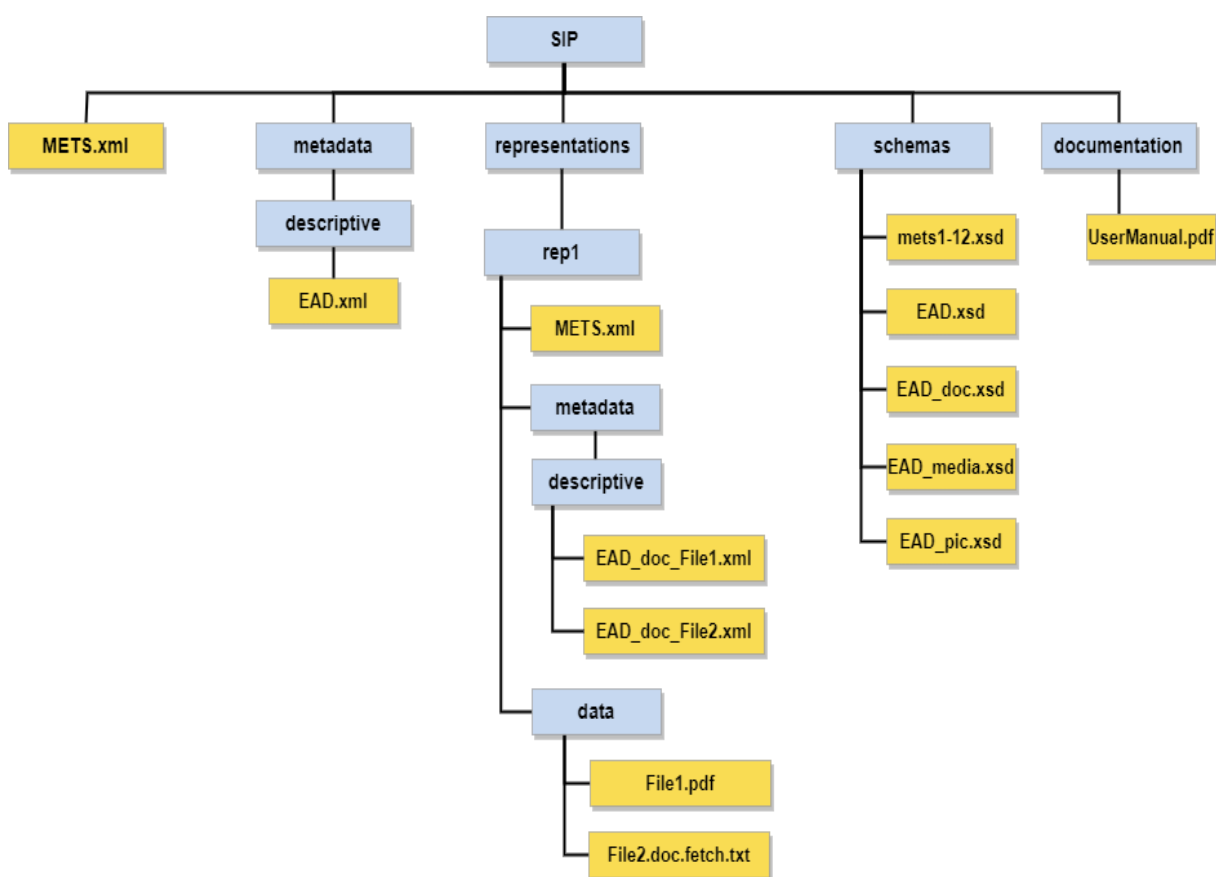 SIP
METS.xml
metadata
representations
schemas
documentation
descriptive
EAD.xml
rep1
METS.xml
metadata
descriptive
EAD_doc_File1.xml
EAD_doc_File2.xml
data
File1.pdf
File2.doc.fetch.txt
mets1-12.xsd
EAD.xsd
EAD_doc.xsd
EAD_media.xsd
EAD_pic.xsd
UserManual.pdf